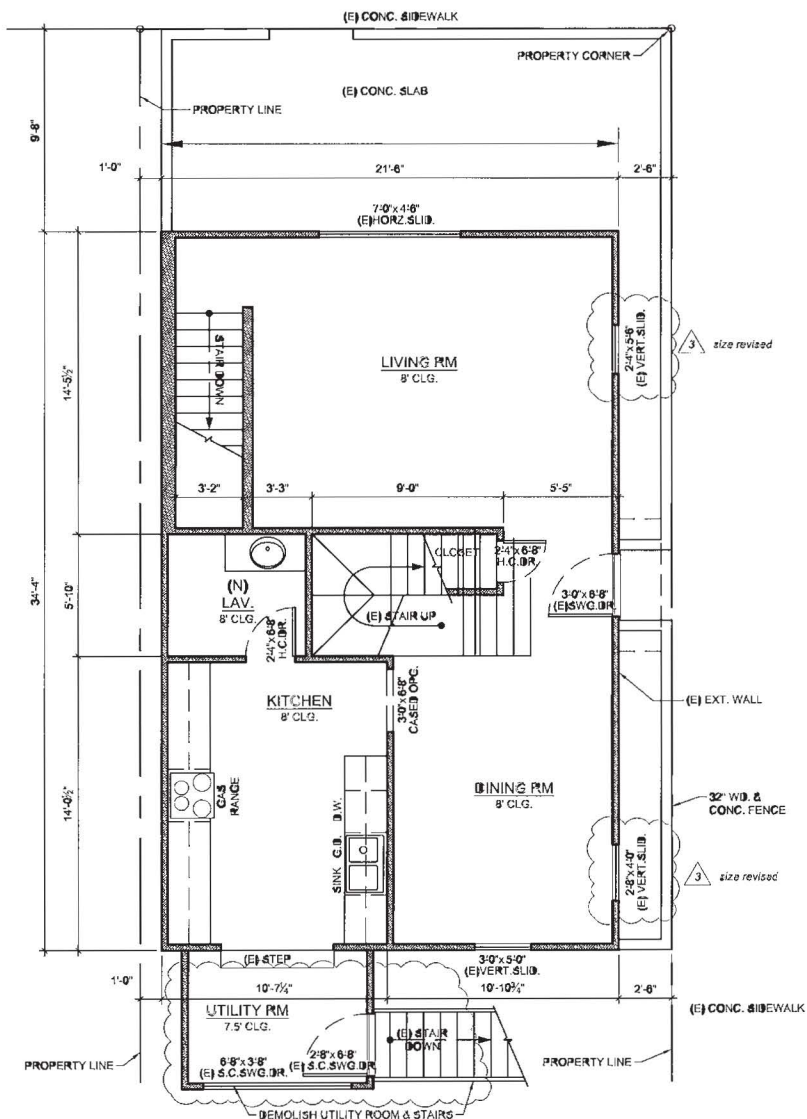 (E) CONC. SIDEWALK
PROPERTY CORNER
(E) CONC. SLAB
PROPERTY LINE
9'-8"
1'-0"
21'-6"
2'-6"
7'-0" x 4'-6"
(E)HORZ.SLID.
STAIR DOWN
LIVING RM
8' CLG.
2'-4" x 5'-6"
(E) VERT.SLID.
3
size revised
14'-5½"
3'-2"
3'-3"
9'-0"
5'-5"
34'-4"
5'-10"
(N)
LAV.
8' CLG.
2'-4" x 6'-8"
H.C.DR.
CLOSET
2'-4" x 6'-8"
H.C.DR.
(E) STAIR UP
3'-0" x 6'-8"
(E)SWG.DR.
KITCHEN
8' CLG.
3'-0" x 6'-8"
CASED OPG.
(E) EXT. WALL
14'-0½"
GAS
RANGE
DINING RM
8' CLG.
SINK G.D. D.W.
32" WD. &
CONC. FENCE
2'-8" x 4'-0"
(E) VERT.SLID.
3
size revised
(E) STEP
3'-0" x 5'-0"
(E)VERT.SLID.
1'-0"
10'-7¼"
10'-10¾"
2'-6"
(E) CONC. SIDEWALK
UTILITY RM
7.5' CLG.
(E) STAIR
DOWN
6'-8" x 3'-8"
(E) S.C.SWG.DR.
2'-8" x 6'-8"
(E) S.C.SWG.DR.
PROPERTY LINE
PROPERTY LINE
DEMOLISH UTILITY ROOM & STAIRS